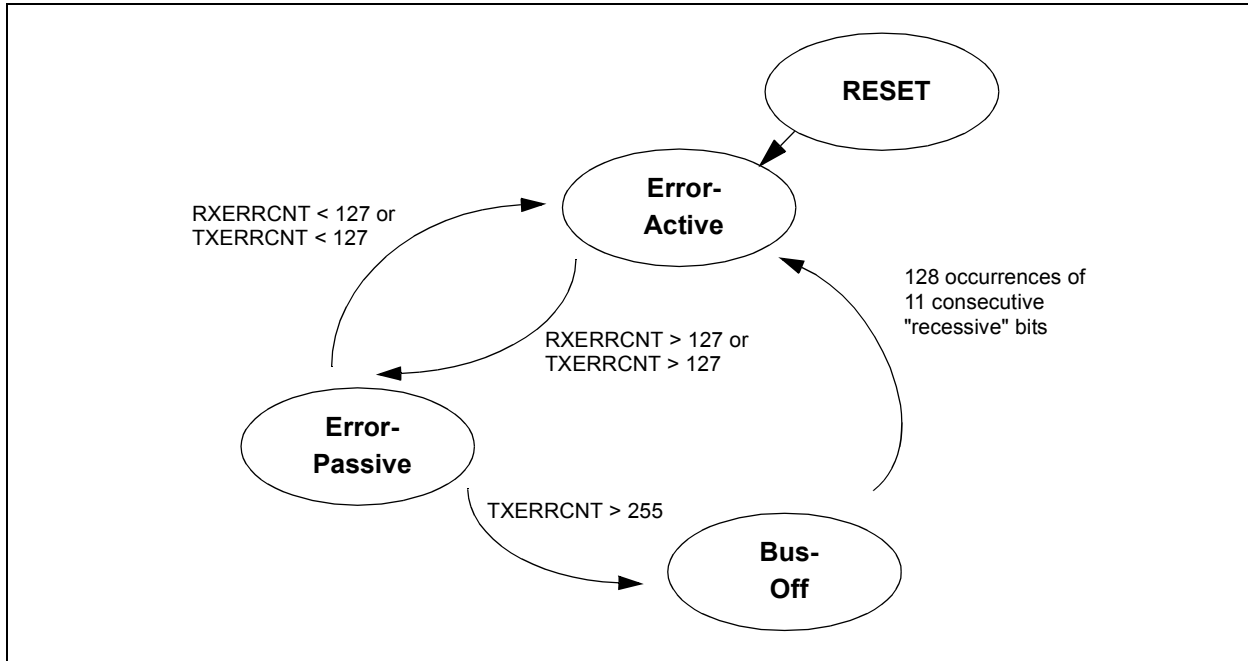 RESET
Error-
Active
RXERRCNT < 127 or
TXERRCNT < 127
128 occurrences of
11 consecutive
"recessive" bits
RXERRCNT > 127 or
TXERRCNT > 127
Error-
Passive
TXERRCNT > 255
Bus-
Off